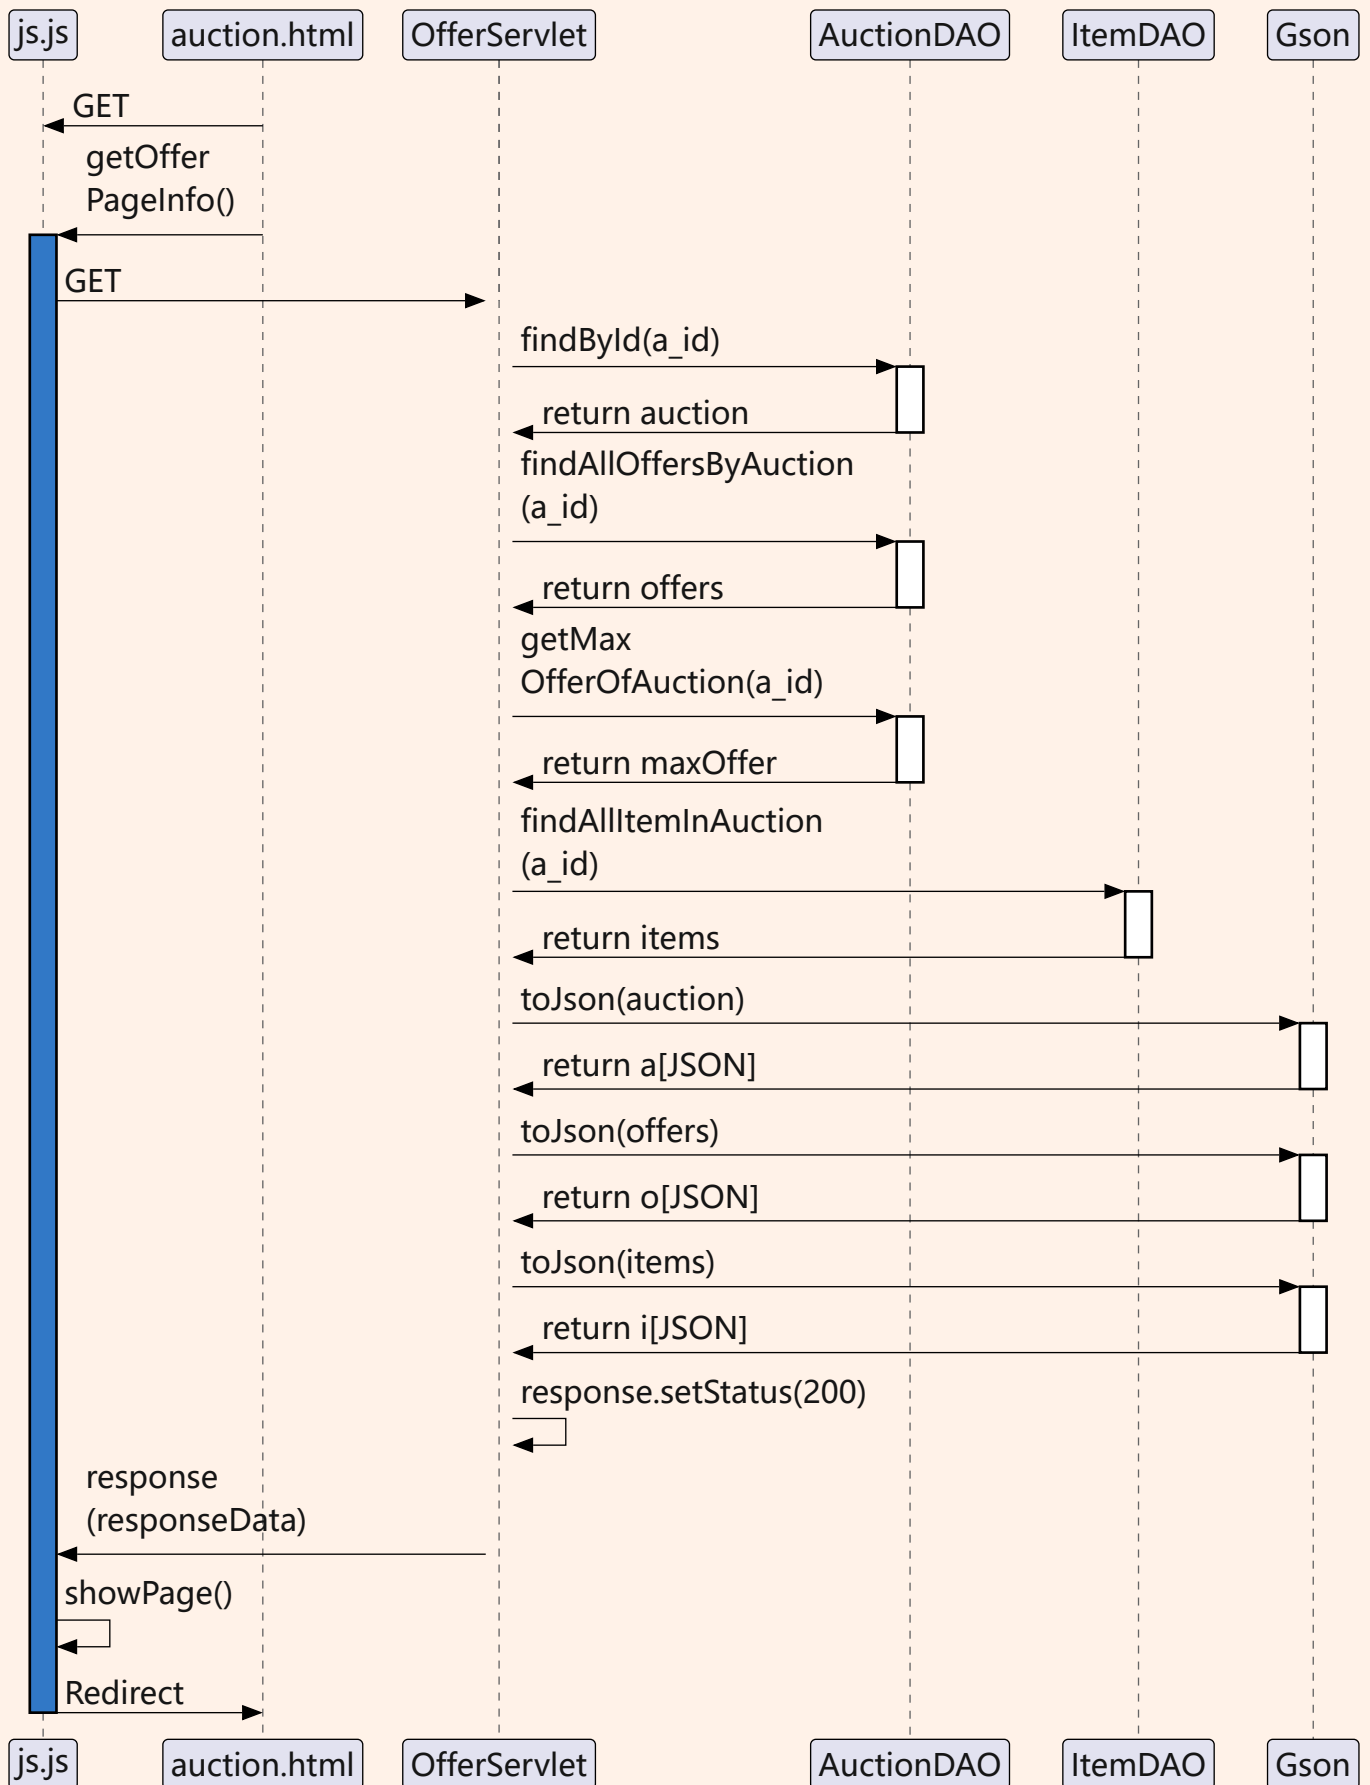 js.js
auction.html
OfferServlet
AuctionDAO
ItemDAO
Gson
GET
getOffer
PageInfo()
GET
findById(a_id)
return auction
findAllOffersByAuction
(a_id)
return offers
getMax
OfferOfAuction(a_id)
return maxOffer
findAllItemInAuction
(a_id)
return items
toJson(auction)
return a[JSON]
toJson(offers)
return o[JSON]
toJson(items)
return i[JSON]
response.setStatus(200)
response
(responseData)
showPage()
Redirect
js.js
auction.html
OfferServlet
AuctionDAO
ItemDAO
Gson